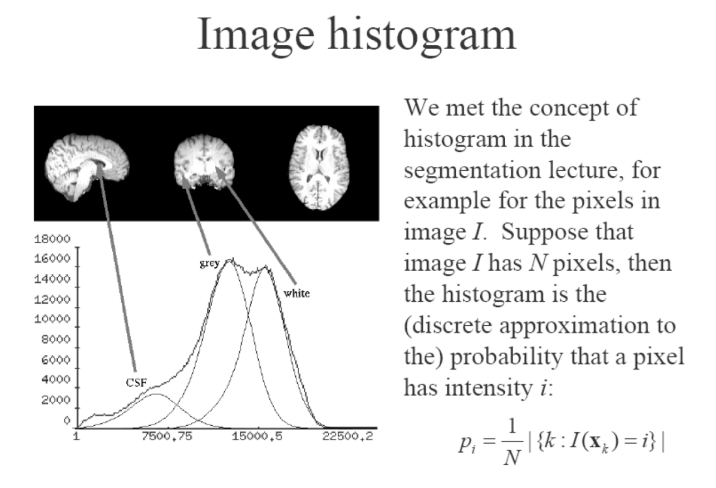 Image histogram
We met the concept of
histogram in the
segmentation lecture, for
example for the pixels in
image I. Suppose that
image I has N pixels, then
the histogram is the
(discrete approximation to
the) probability that a pixel
has intensity i:
p_i = 1/N | {k : I(x_k) = i} |
18000
16000
14000
12000
10000
8000
6000
4000
2000
0
grey
white
CSF
1 7500.75 15000.5 22500.2